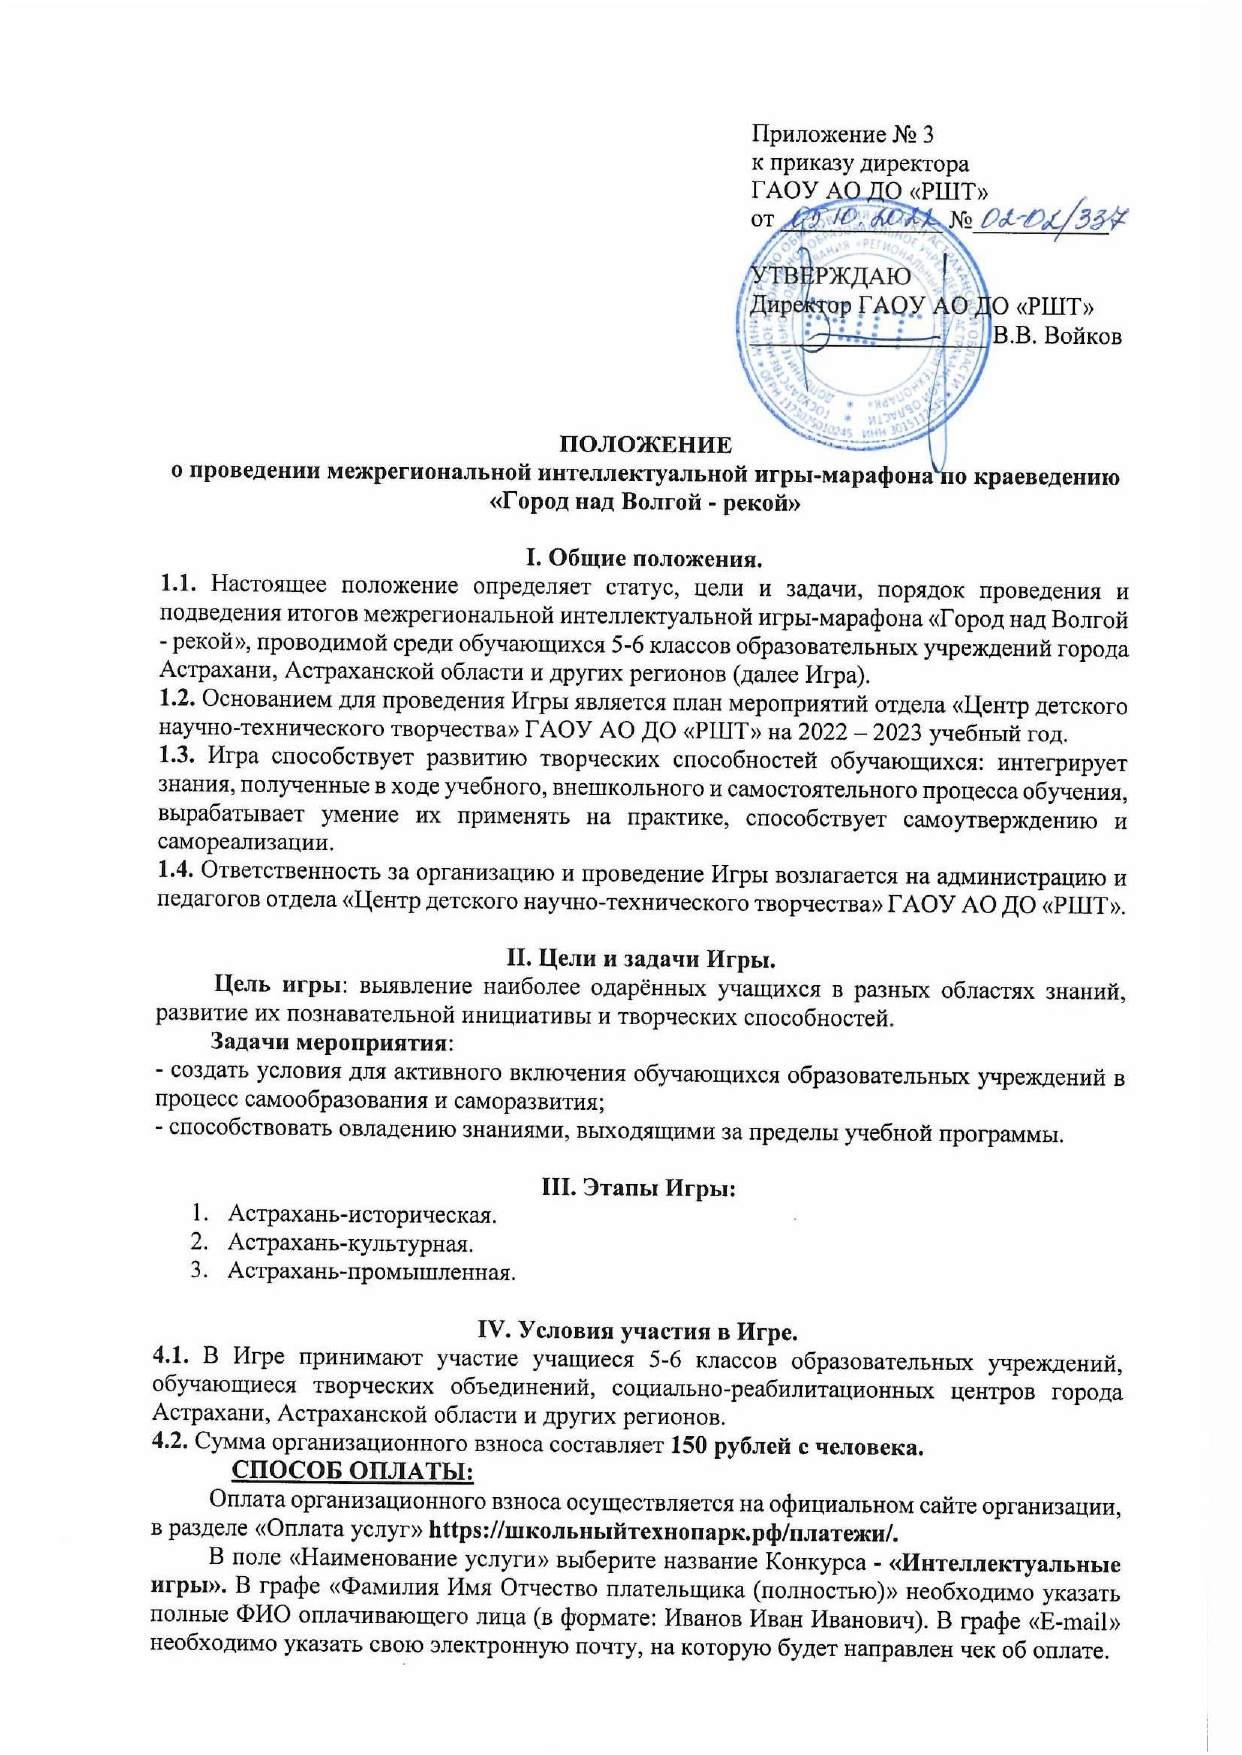 Приложение № 3
к приказу директора
ГАОУ АО ДО «РШТ»
от 05.10.2022 № 02-02/337
УТВЕРЖДАЮ
Директор ГАОУ АО ДО «РШТ»
В.В. Войков
ПОЛОЖЕНИЕ
о проведении межрегиональной интеллектуальной игры-марафона по краеведению
«Город над Волгой - рекой»
I. Общие положения.
1.1. Настоящее положение определяет статус, цели и задачи, порядок проведения и
подведения итогов межрегиональной интеллектуальной игры-марафона «Город над Волгой
- рекой», проводимой среди обучающихся 5-6 классов образовательных учреждений города
Астрахани, Астраханской области и других регионов (далее Игра).
1.2. Основанием для проведения Игры является план мероприятий отдела «Центр детского
научно-технического творчества» ГАОУ АО ДО «РШТ» на 2022 – 2023 учебный год.
1.3. Игра способствует развитию творческих способностей обучающихся: интегрирует
знания, полученные в ходе учебного, внешкольного и самостоятельного процесса обучения,
вырабатывает умение их применять на практике, способствует самоутверждению и
самореализации.
1.4. Ответственность за организацию и проведение Игры возлагается на администрацию и
педагогов отдела «Центр детского научно-технического творчества» ГАОУ АО ДО «РШТ».
II. Цели и задачи Игры.
Цель игры: выявление наиболее одарённых учащихся в разных областях знаний,
развитие их познавательной инициативы и творческих способностей.
Задачи мероприятия:
- создать условия для активного включения обучающихся образовательных учреждений в
процесс самообразования и саморазвития;
- способствовать овладению знаниями, выходящими за пределы учебной программы.
III. Этапы Игры:
1. Астрахань-историческая.
2. Астрахань-культурная.
3. Астрахань-промышленная.
IV. Условия участия в Игре.
4.1. В Игре принимают участие учащиеся 5-6 классов образовательных учреждений,
обучающиеся творческих объединений, социально-реабилитационных центров города
Астрахани, Астраханской области и других регионов.
4.2. Сумма организационного взноса составляет 150 рублей с человека.
СПОСОБ ОПЛАТЫ:
Оплата организационного взноса осуществляется на официальном сайте организации,
в разделе «Оплата услуг» https://школьныйтехнопарк.рф/платежи/.
В поле «Наименование услуги» выберите название Конкурса - «Интеллектуальные
игры». В графе «Фамилия Имя Отчество плательщика (полностью)» необходимо указать
полные ФИО оплачивающего лица (в формате: Иванов Иван Иванович). В графе «E-mail»
необходимо указать свою электронную почту, на которую будет направлен чек об оплате.